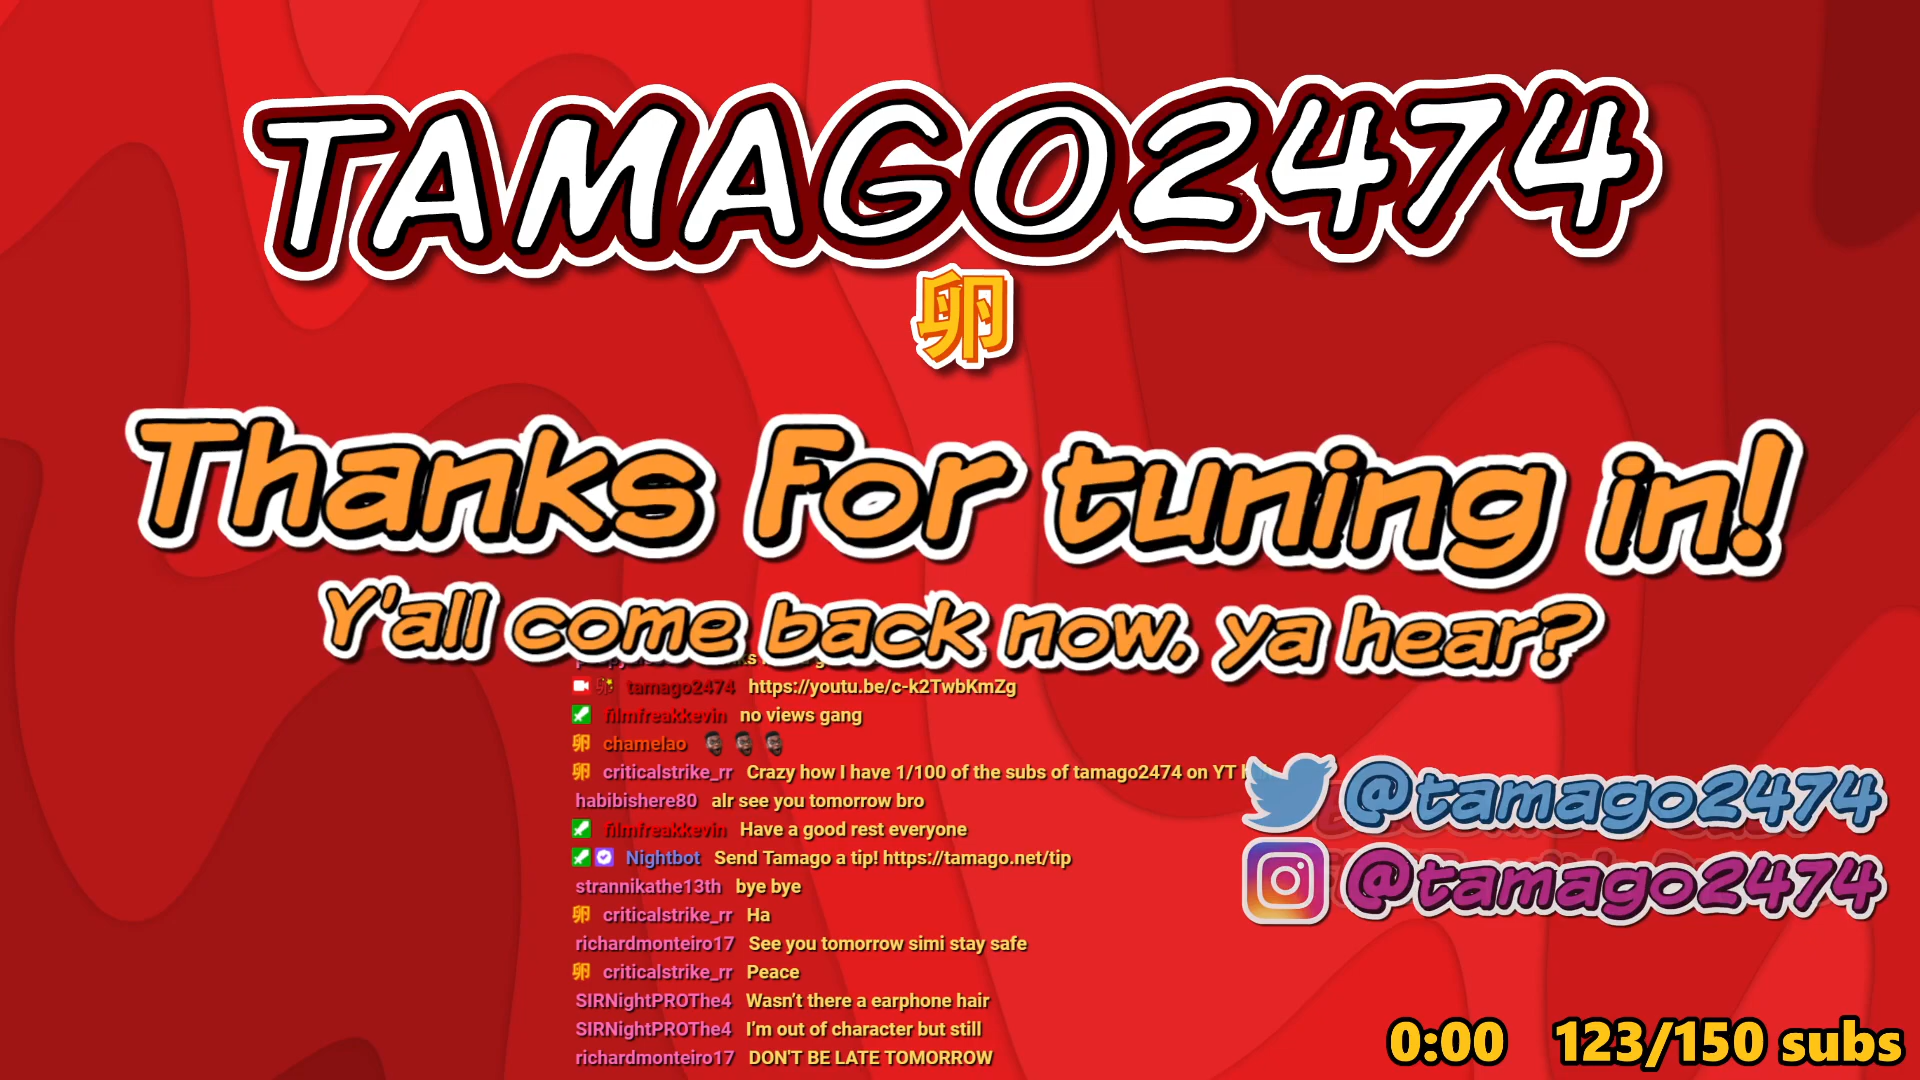 TAMAGO2474
卵
Thanks For tuning in!
Y'all come back now, ya hear?
tamago2474 https://youtu.be/c-k2TwbKmZg
filmfreakkevin no views gang
卵 chamelao
卵 criticalstrike_rr Crazy how I have 1/100 of the subs of tamago2474 on YT
habibishere80 alr see you tomorrow bro
filmfreakkevin Have a good rest everyone
Nightbot Send Tamago a tip! https://tamago.net/tip
strannikathe13th bye bye
卵 criticalstrike_rr Ha
richardmonteiro17 See you tomorrow simi stay safe
卵 criticalstrike_rr Peace
SIRNightPROThe4 Wasn't there a earphone hair
SIRNightPROThe4 I'm out of character but still
richardmonteiro17 DON'T BE LATE TOMORROW
@tamago2474
@tamago2474
0:00 123/150 subs